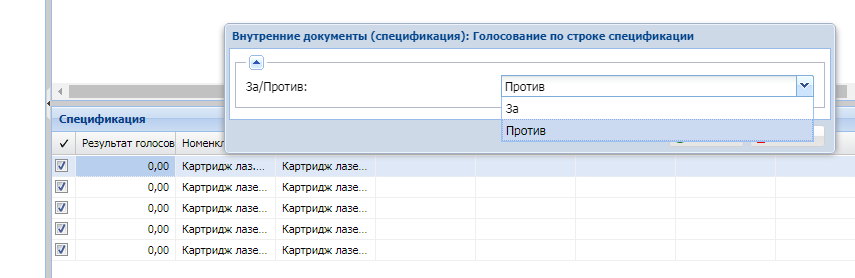 Внутренние документы (спецификация): Голосование по строке спецификации
За/Против: Против
За
Против
Спецификация
Результат голосов Номенкл
0,00 Картридж лаз.... Картридж лазе...
0,00 Картридж лазе... Картридж лазе...
0,00 Картридж лазе... Картридж лазе...
0,00 Картридж лазе... Картридж лазе...
0,00 Картридж лазе... Картридж лазе...